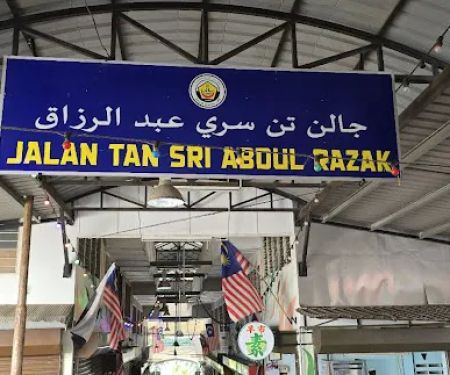 جالن تن سري عبد الرزاق
JALAN TAN SRI ABDUL RAZAK
素